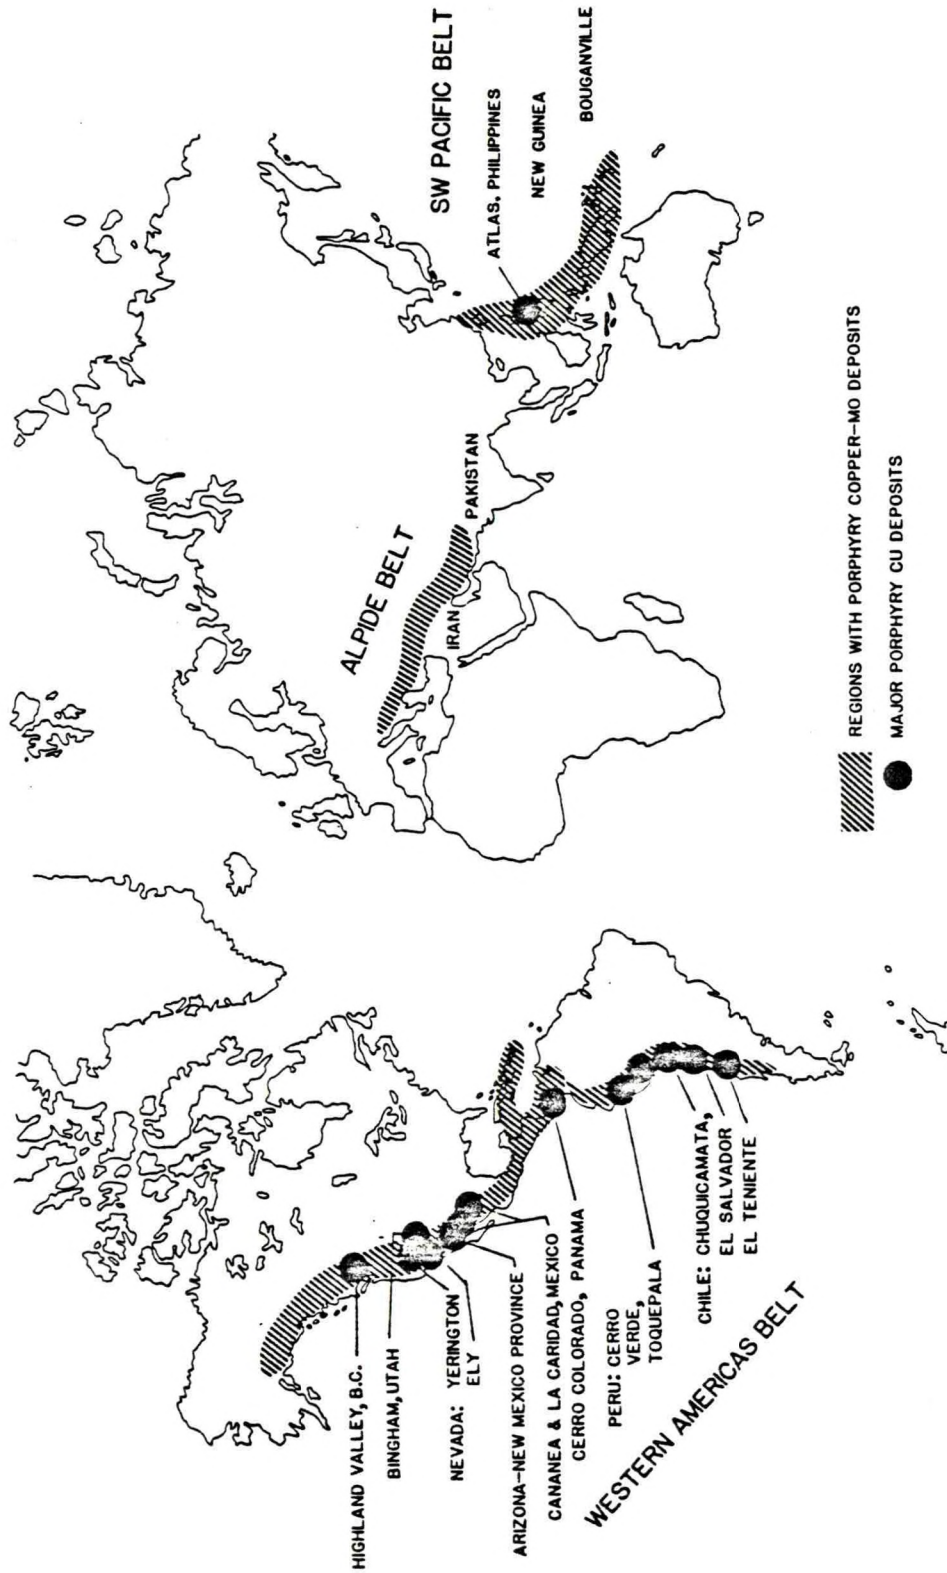 SW PACIFIC BELT
ATLAS, PHILIPPINES
NEW GUINEA
BOUGANVILLE
ALPIDE BELT
IRAN
PAKISTAN
HIGHLAND VALLEY, B.C.
BINGHAM, UTAH
NEVADA: YERINGTON
ELY
ARIZONA-NEW MEXICO PROVINCE
CANANEA & LA CARIDAD, MEXICO
CERRO COLORADO, PANAMA
PERU: CERRO
VERDE,
TOQUEPALA
CHILE: CHUQUICAMATA,
EL SALVADOR
EL TENIENTE
WESTERN AMERICAS BELT
REGIONS WITH PORPHYRY COPPER-MO DEPOSITS
MAJOR PORPHYRY CU DEPOSITS